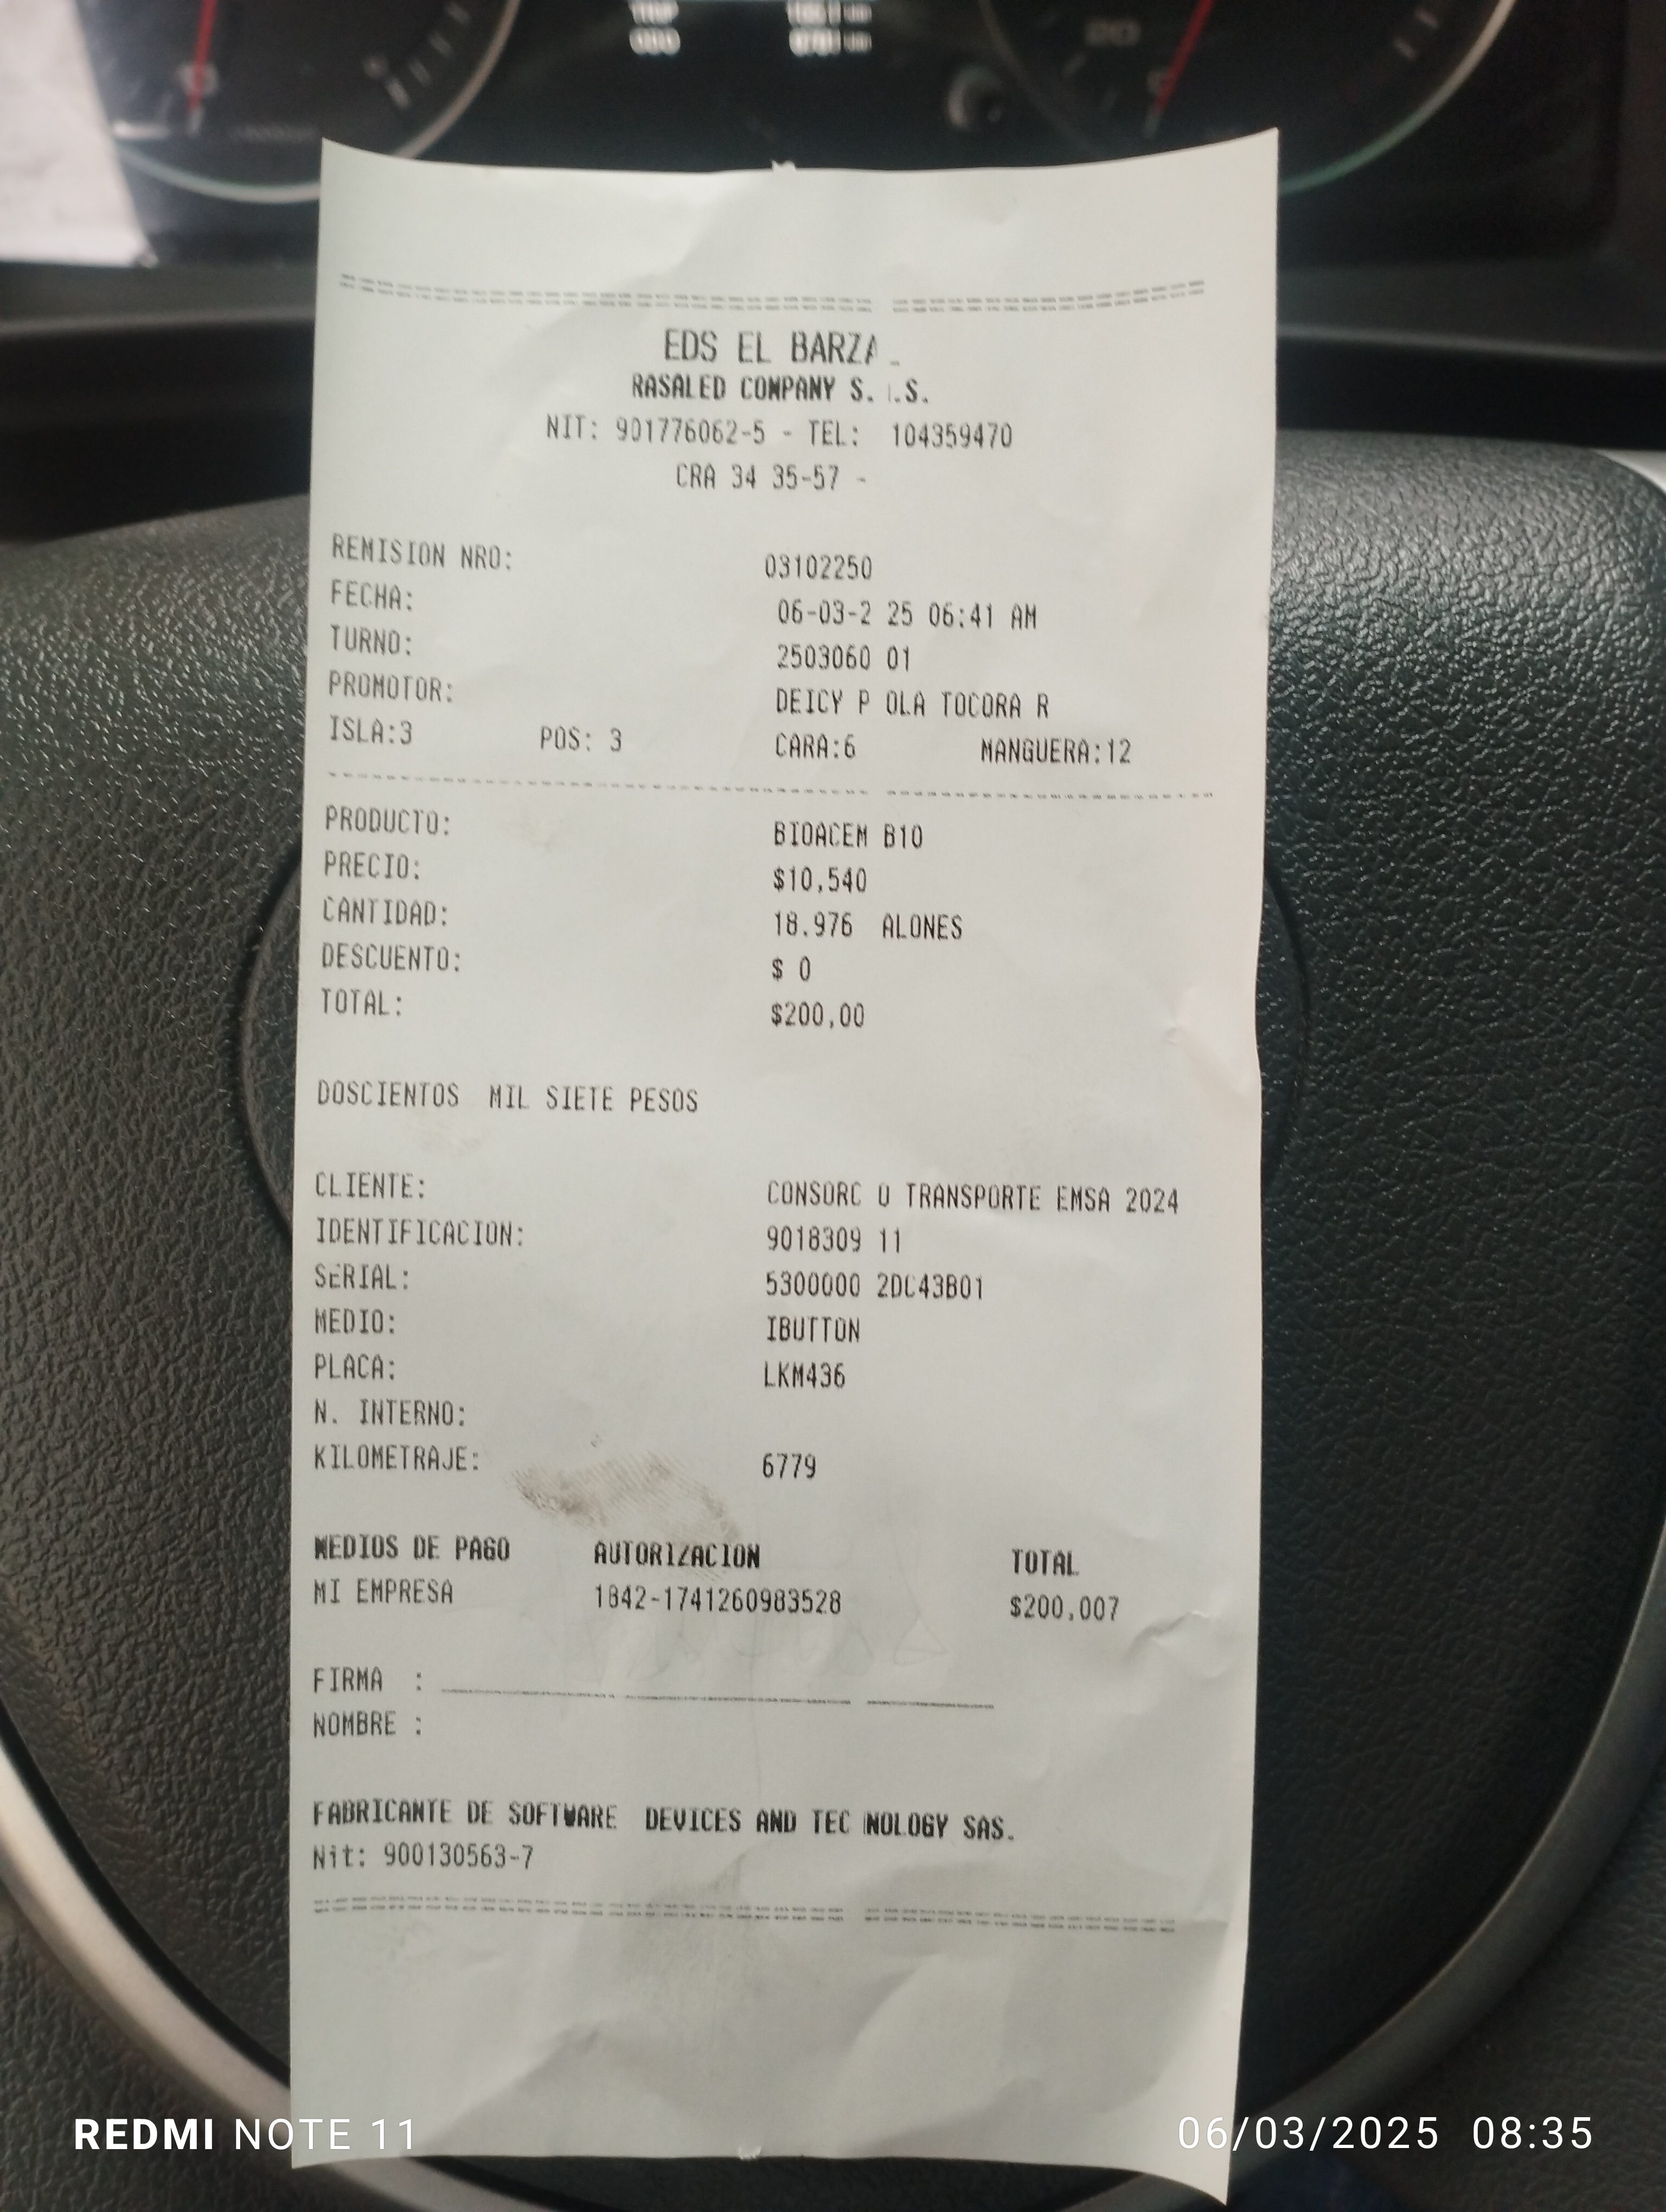 EDS EL BARZA
RASALED COMPANY S. .S.
NIT: 901776062-5 - TEL: 104359470
CRA 34 35-57 -
REMISION NRO: 03102250
FECHA: 06-03-2 25 06:41 AM
TURNO: 2503060 01
PROMOTOR: DEICY P OLA TOCORA R
ISLA:3 POS: 3 CARA:6 MANGUERA:12
PRODUCTO: BIOACEM B10
PRECIO: $10,540
CANTIDAD: 18.976 ALONES
DESCUENTO: $ 0
TOTAL: $200,00
DOSCIENTOS MIL SIETE PESOS
CLIENTE: CONSORC O TRANSPORTE EMSA 2024
IDENTIFICACION: 9018309 11
SERIAL: 5300000 2DC43B01
MEDIO: IBUTTON
PLACA: LKM436
N. INTERNO:
KILOMETRAJE: 6779
MEDIOS DE PAGO AUTORIZACION TOTAL
MI EMPRESA 1842-1741260983528 $200,007
FIRMA :
NOMBRE :
FABRICANTE DE SOFTWARE DEVICES AND TEC NOLOGY SAS.
Nit: 900130563-7
REDMI NOTE 11 06/03/2025 08:35